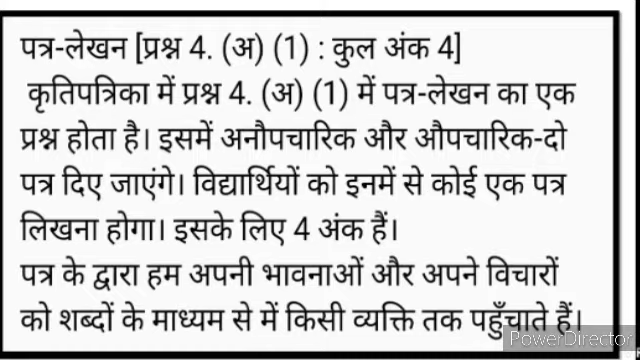 पत्र-लेखन [प्रश्न 4. (अ) (1) : कुल अंक 4]
कृतिपत्रिका में प्रश्न 4. (अ) (1) में पत्र-लेखन का एक
प्रश्न होता है। इसमें अनौपचारिक और औपचारिक-दो
पत्र दिए जाएंगे। विद्यार्थियों को इनमें से कोई एक पत्र
लिखना होगा। इसके लिए 4 अंक हैं।
पत्र के द्वारा हम अपनी भावनाओं और अपने विचारों
को शब्दों के माध्यम से में किसी व्यक्ति तक पहुँचाते हैं।
PowerDirector